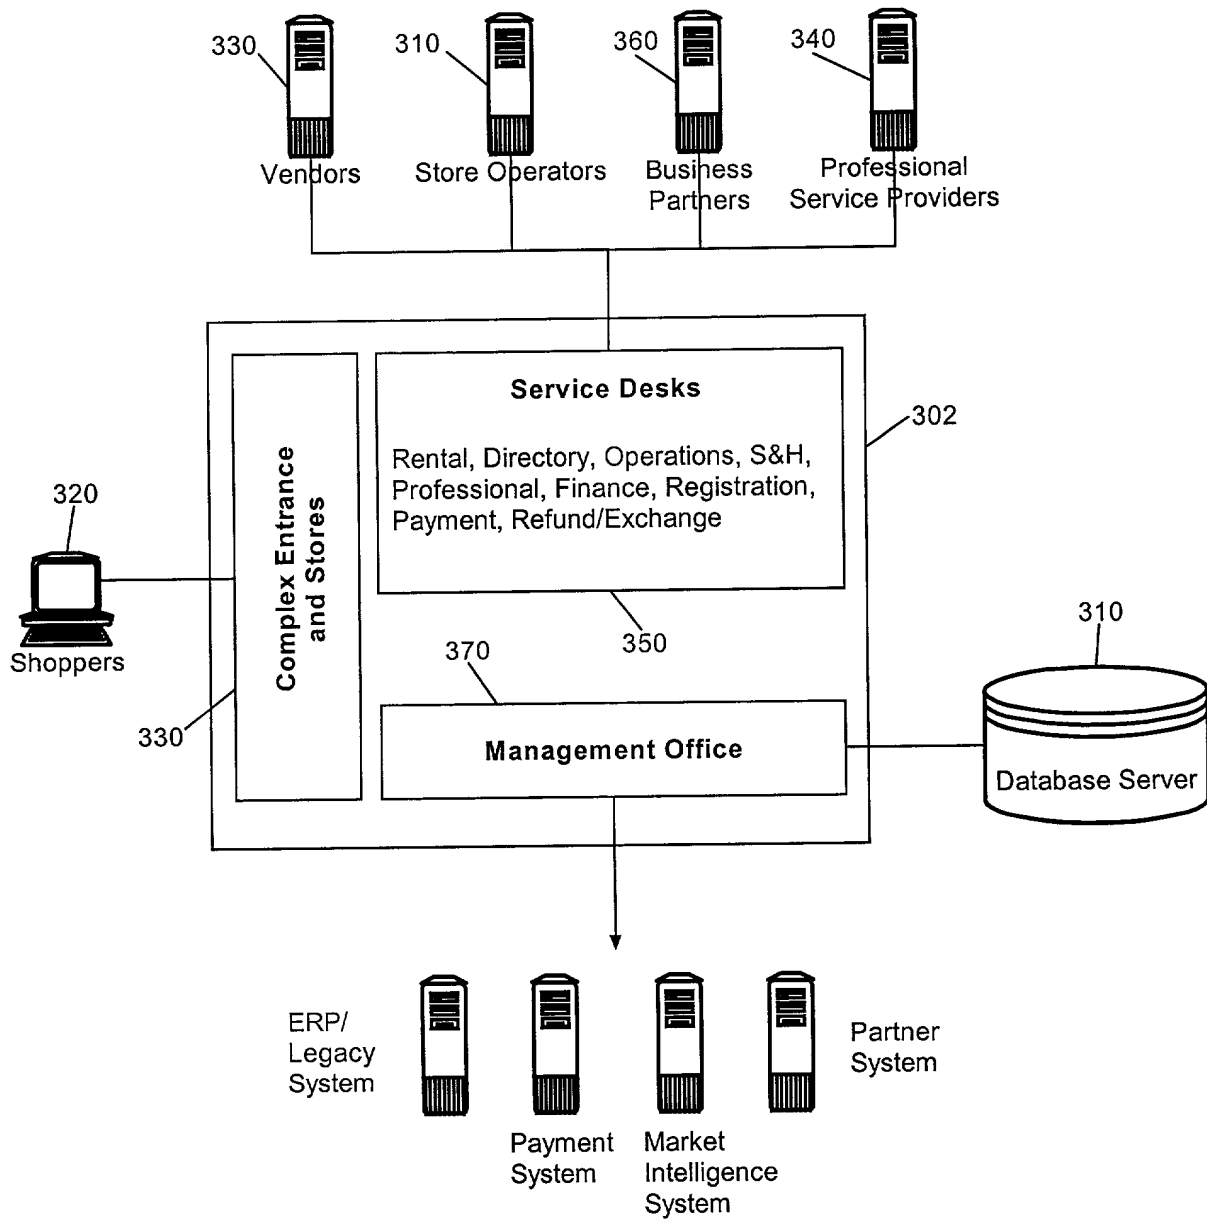 330
310
360
340
Vendors
Store Operators
Business
Partners
Professional
Service Providers
302
Service Desks
Rental, Directory, Operations, S&H,
Professional, Finance, Registration,
Payment, Refund/Exchange
350
Complex Entrance
and Stores
330
320
Shoppers
370
Management Office
310
Database Server
ERP/
Legacy
System
Payment
System
Market
Intelligence
System
Partner
System